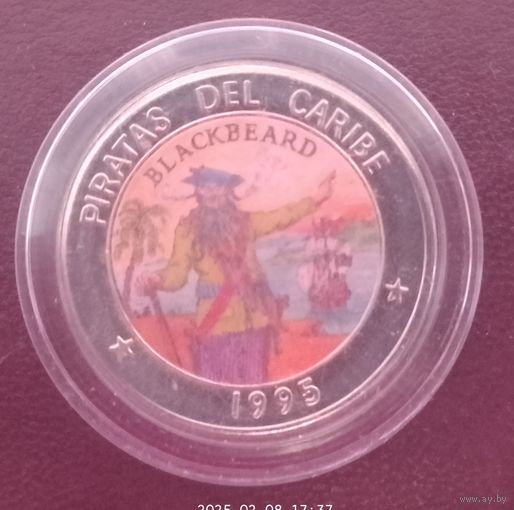 PIRATAS DEL CARIBE
BLACKBEARD
1995
2025-02-08 17:37
www.ay.by